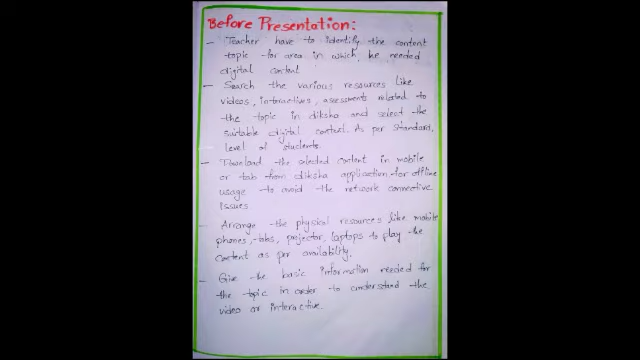 Before Presentation:
- Teacher have to identify the content
topic for area in which he needed
digital content
- Search the various resources like
videos, interactives, assessments related to
the topic in diksha and select the
suitable digital content. As per standard,
level of students.
- Download the selected content in mobile
or tab from diksha application for offline
usage to avoid the network connective
Issues
- Arrange the physical resources like mobile
phones, tabs, projector, laptops to play the
content as per availability.
- Give the basic information needed for
the topic in order to understand the
video or interactive.